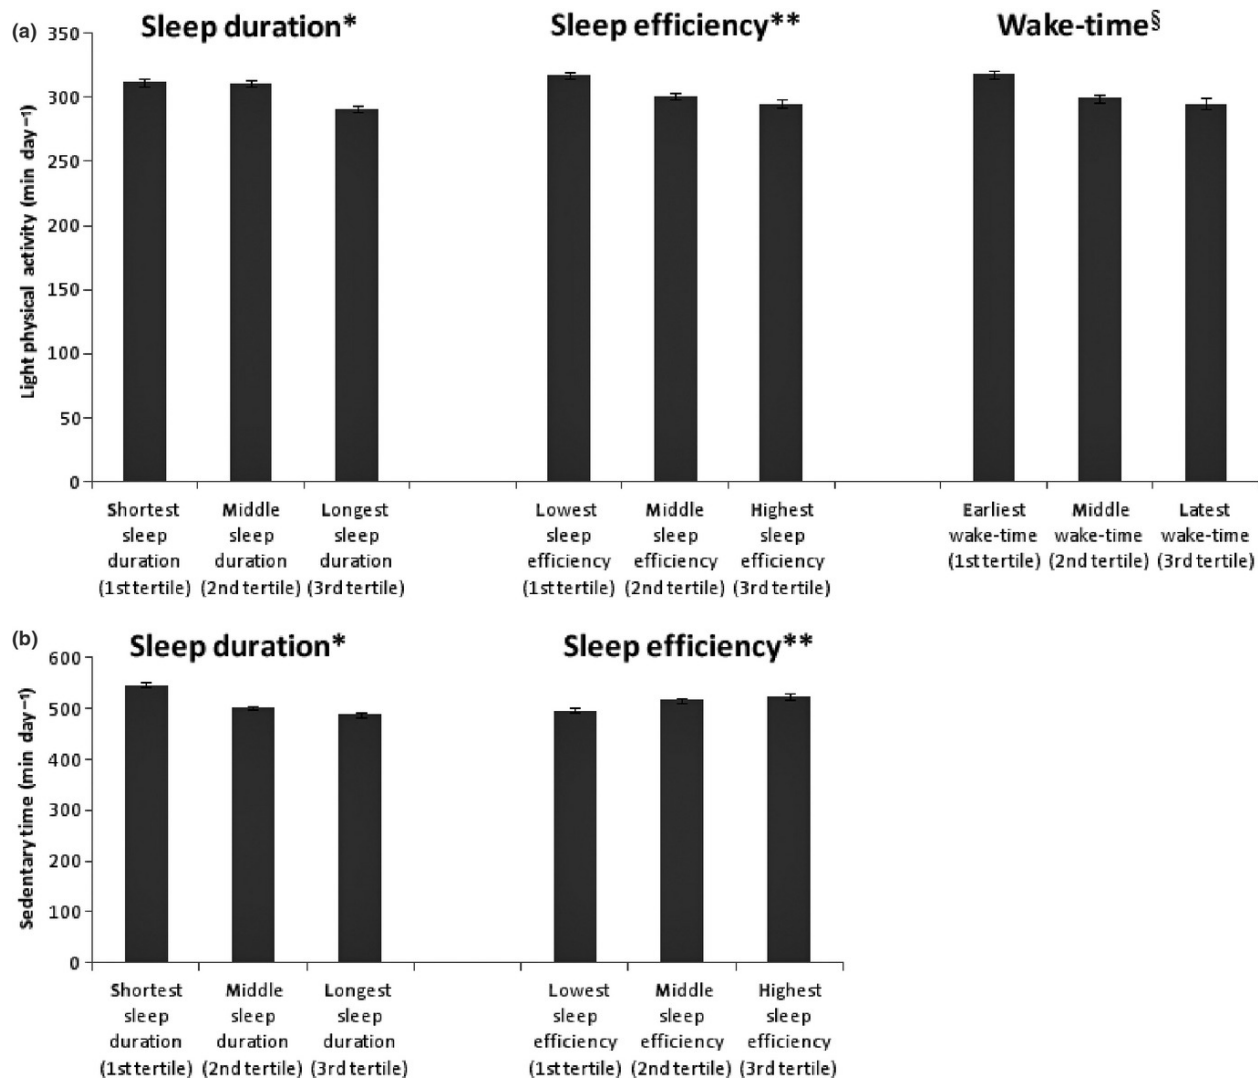 (a)
Sleep duration*
Sleep efficiency**
Wake-time§
Light physical activity (min day⁻¹)
350
300
250
200
150
100
50
0
Shortest
sleep
duration
(1st tertile)
Middle
sleep
duration
(2nd tertile)
Longest
sleep
duration
(3rd tertile)
Lowest
sleep
efficiency
(1st tertile)
Middle
sleep
efficiency
(2nd tertile)
Highest
sleep
efficiency
(3rd tertile)
Earliest
wake-time
(1st tertile)
Middle
wake-time
(2nd tertile)
Latest
wake-time
(3rd tertile)
(b)
Sleep duration*
Sleep efficiency**
Sedentary time (min day⁻¹)
600
500
400
300
200
100
0
Shortest
sleep
duration
(1st tertile)
Middle
sleep
duration
(2nd tertile)
Longest
sleep
duration
(3rd tertile)
Lowest
sleep
efficiency
(1st tertile)
Middle
sleep
efficiency
(2nd tertile)
Highest
sleep
efficiency
(3rd tertile)